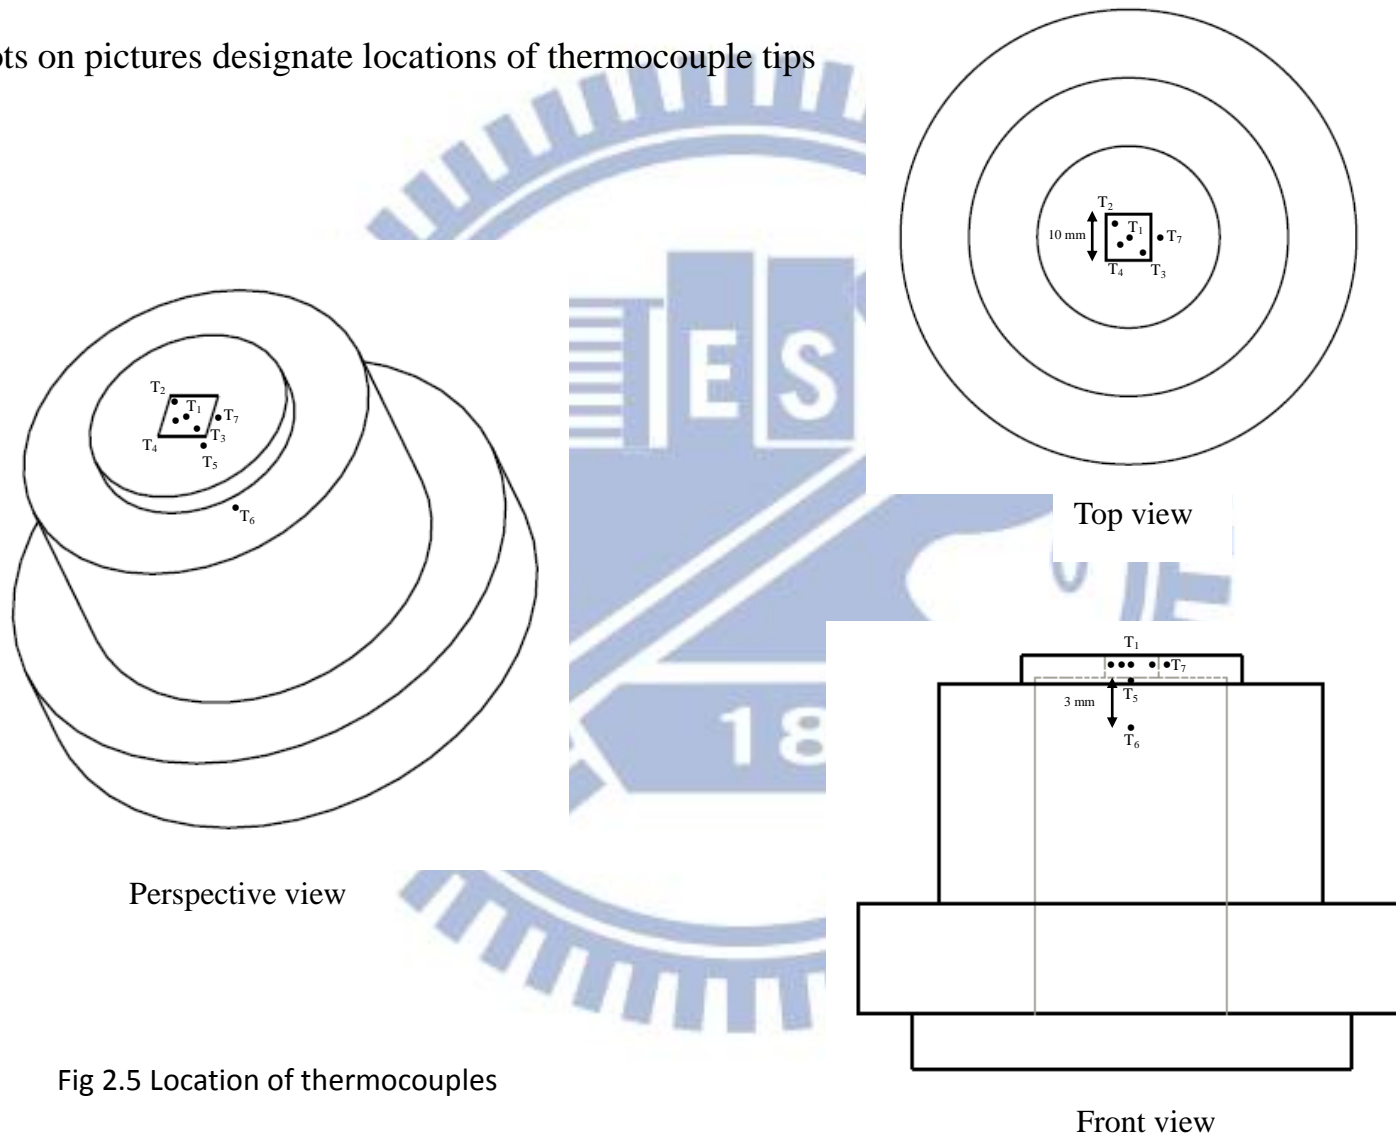 ots on pictures designate locations of thermocouple tips
T2
T1
10 mm
T7
T4
T3
Top view
T2
T1
T7
T4
T3
T5
T6
Perspective view
ES
18
T1
T7
3 mm
T5
T6
Front view
Fig 2.5 Location of thermocouples